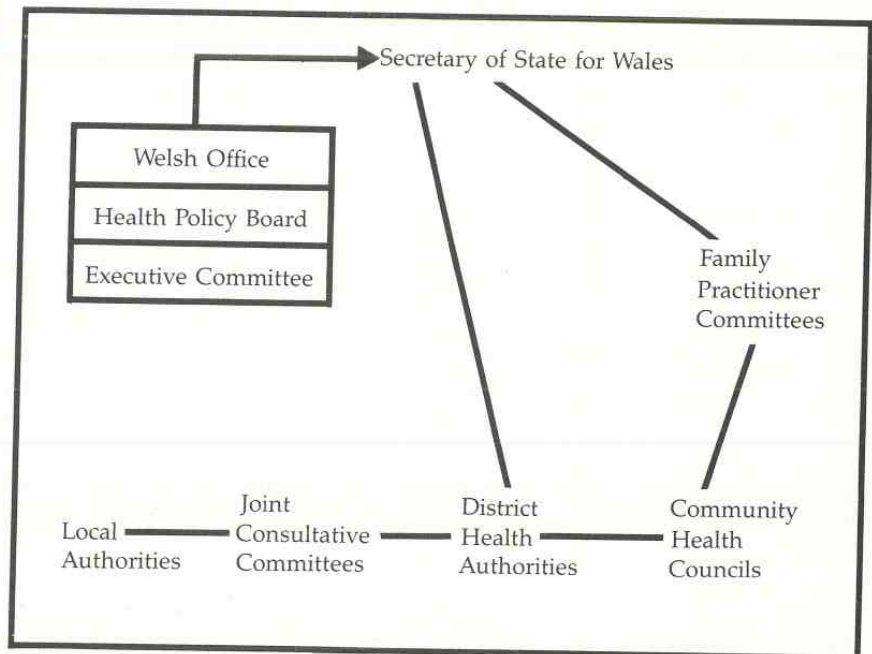 Secretary of State for Wales
Welsh Office
Health Policy Board
Executive Committee
Family
Practitioner
Committees
Local
Authorities
Joint
Consultative
Committees
District
Health
Authorities
Community
Health
Councils